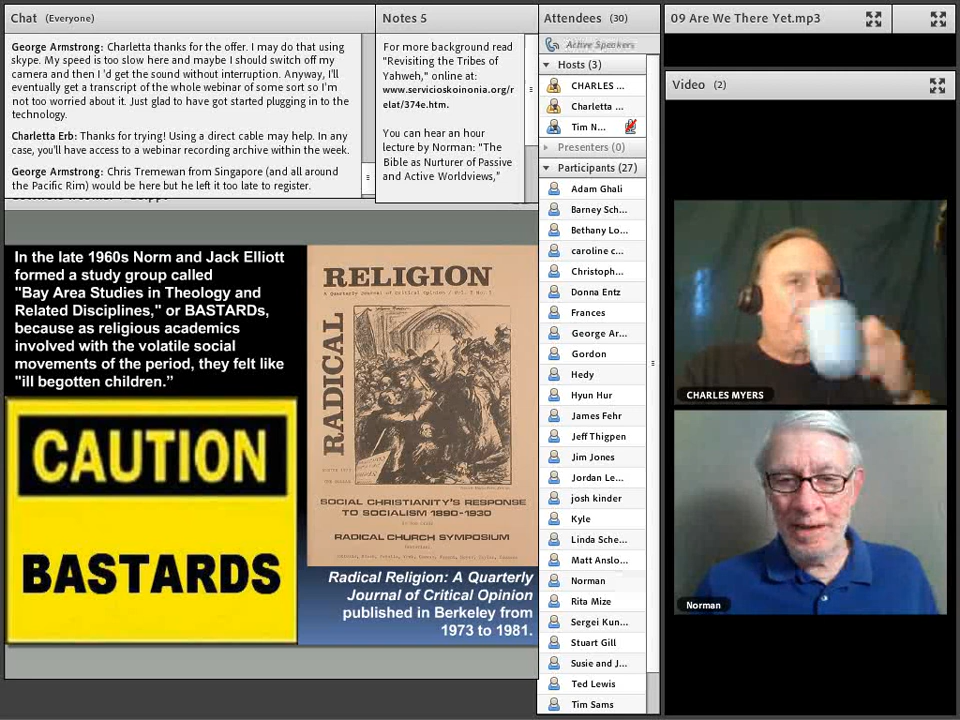 Chat (Everyone)
George Armstrong: Charletta thanks for the offer. I may do that using
skype. My speed is too slow here and maybe I should switch off my
camera and then I 'd get the sound without interruption. Anyway, I'll
eventually get a transcript of the whole webinar of some sort so I'm
not too worried about it. Just glad to have got started plugging in to the
technology.
Charletta Erb: Thanks for trying! Using a direct cable may help. In any
case, you'll have access to a webinar recording archive within the week.
George Armstrong: Chris Tremewan from Singapore (and all around
the Pacific Rim) would be here but he left it too late to register.
Notes 5
For more background read
"Revisiting the Tribes of
Yahweh," online at:
www.servicioskoinonia.org/r
elat/374e.htm.
You can hear an hour
lecture by Norman: "The
Bible as Nurturer of Passive
and Active Worldviews,"
In the late 1960s Norm and Jack Elliott
formed a study group called
"Bay Area Studies in Theology and
Related Disciplines," or BASTARDs,
because as religious academics
involved with the volatile social
movements of the period, they felt like
"ill begotten children."
CAUTION
BASTARDS
RADICAL
RELIGION
SOCIAL CHRISTIANITY'S RESPONSE
TO SOCIALISM 1890-1930
RADICAL CHURCH SYMPOSIUM
Radical Religion: A Quarterly
Journal of Critical Opinion
published in Berkeley from
1973 to 1981.
Attendees (30)
Active Speakers
Hosts (3)
CHARLES ...
Charletta ...
Tim N...
Presenters (0)
Participants (27)
Adam Ghali
Barney Sch...
Bethany Lo...
caroline c...
Christoph...
Donna Entz
Frances
George Ar...
Gordon
Hedy
Hyun Hur
James Fehr
Jeff Thigpen
Jim Jones
Jordan Le...
josh kinder
Kyle
Linda Sche...
Matt Anslo...
Norman
Rita Mize
Sergei Kun...
Stuart Gill
Susie and J...
Ted Lewis
Tim Sams
09 Are We There Yet.mp3
Video (2)
CHARLES MYERS
Norman